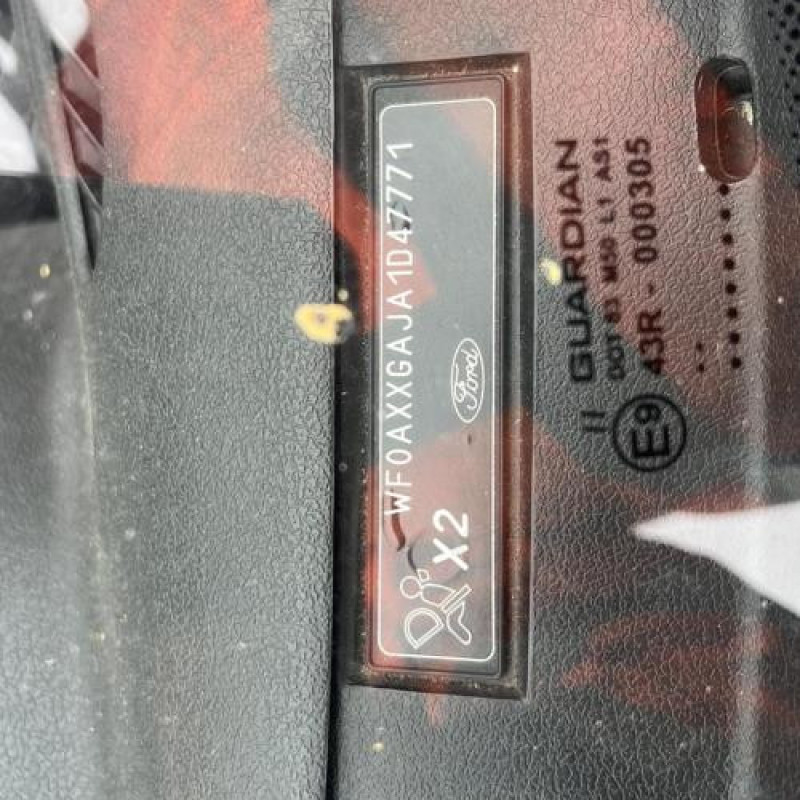 WF0AXXGAJA1D47771
X2
Ford
GUARDIAN
DOT 83 M50 L1 AS1
43R - 000305
E9